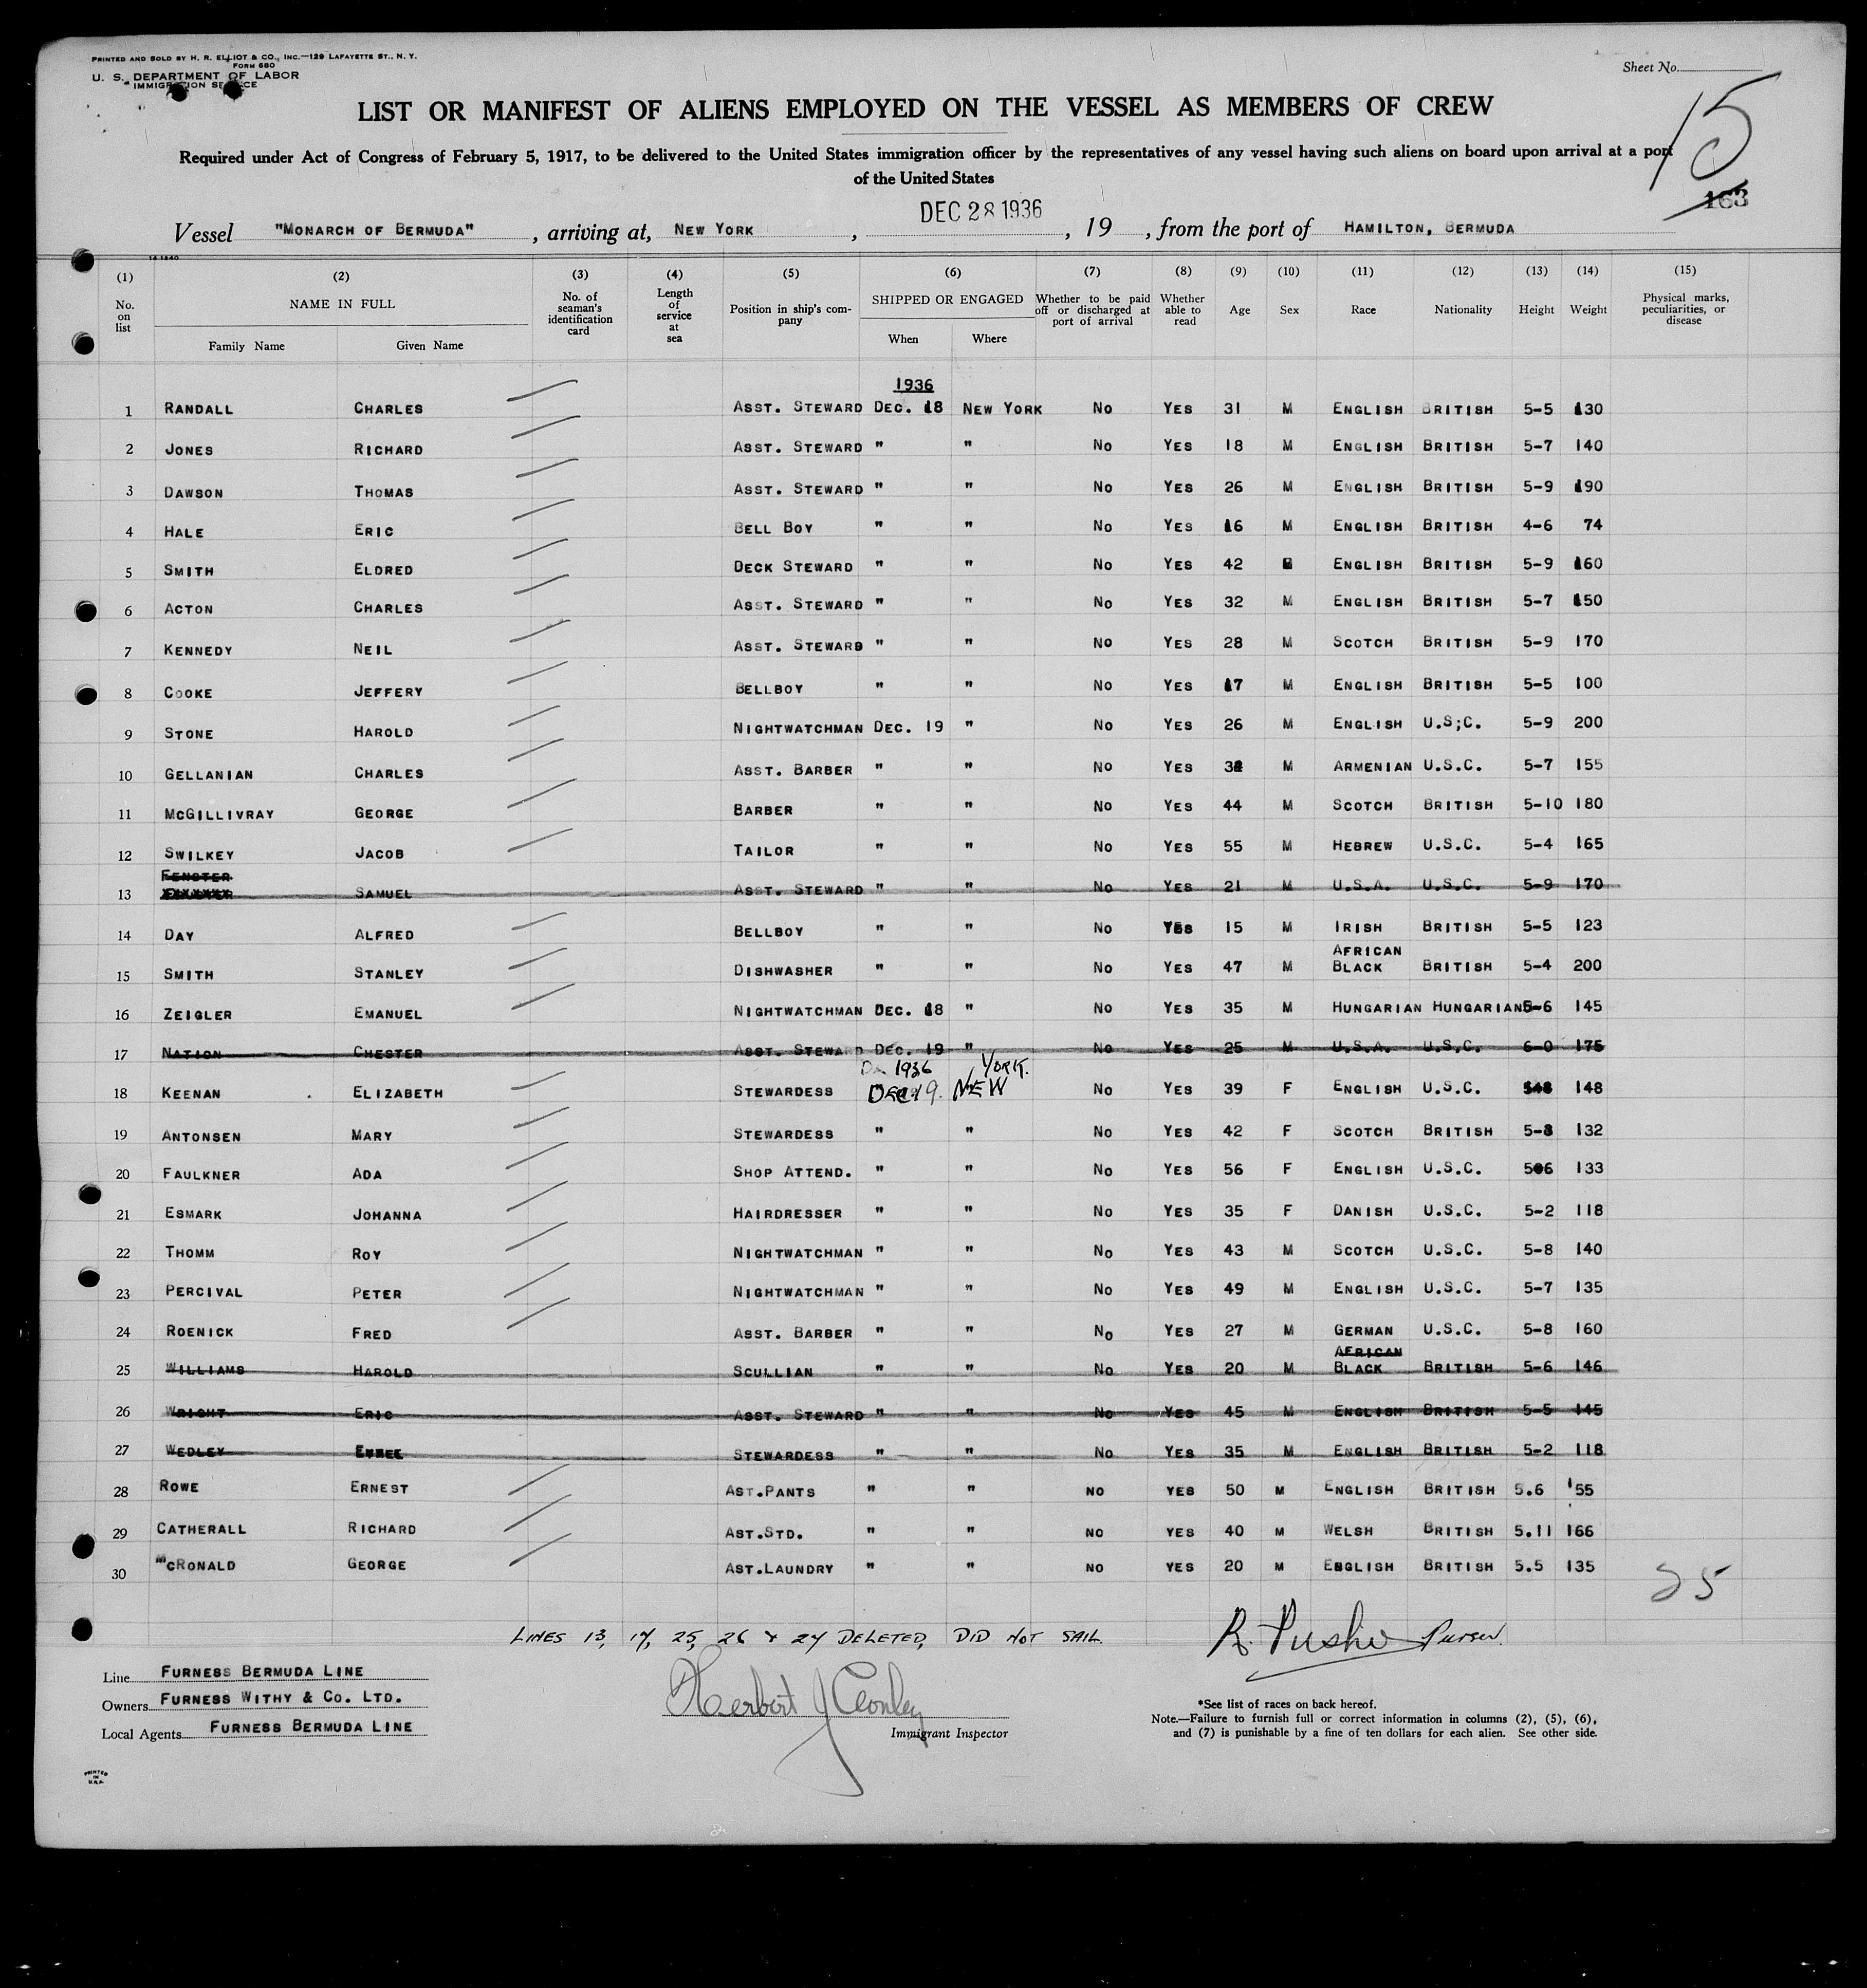 PRINTED AND SOLD BY H. R. ELLIOT & CO., INC.—129 LAFAYETTE ST., N. Y.
FORM 680
U. S. DEPARTMENT OF LABOR
IMMIGRATION SERVICE
Sheet No.
15
163
LIST OR MANIFEST OF ALIENS EMPLOYED ON THE VESSEL AS MEMBERS OF CREW
Required under Act of Congress of February 5, 1917, to be delivered to the United States immigration officer by the representatives of any vessel having such aliens on board upon arrival at a port
of the United States
Vessel "MONARCH OF BERMUDA", arriving at, NEW YORK, DEC 28 1936, 19 , from the port of HAMILTON, BERMUDA
(1) (2) (3) (4) (5) (6) (7) (8) (9) (10) (11) (12) (13) (14) (15)
No. on list NAME IN FULL Family Name Given Name No. of seaman's identification card Length of service at sea Position in ship's company SHIPPED OR ENGAGED When Where Whether to be paid off or discharged at port of arrival Whether able to read Age Sex Race Nationality Height Weight Physical marks, peculiarities, or disease
1936
1 RANDALL CHARLES ASST. STEWARD DEC. 18 NEW YORK NO YES 31 M ENGLISH BRITISH 5-5 130
2 JONES RICHARD ASST. STEWARD " " NO YES 18 M ENGLISH BRITISH 5-7 140
3 DAWSON THOMAS ASST. STEWARD " " NO YES 26 M ENGLISH BRITISH 5-9 190
4 HALE ERIC BELL BOY " " NO YES 16 M ENGLISH BRITISH 4-6 74
5 SMITH ELDRED DECK STEWARD " " NO YES 42 ENGLISH BRITISH 5-9 160
6 ACTON CHARLES ASST. STEWARD " " NO YES 32 M ENGLISH BRITISH 5-7 150
7 KENNEDY NEIL ASST. STEWARD " " NO YES 28 M SCOTCH BRITISH 5-9 170
8 COOKE JEFFERY BELLBOY " " NO YES 17 M ENGLISH BRITISH 5-5 100
9 STONE HAROLD NIGHTWATCHMAN DEC. 19 " NO YES 26 M ENGLISH U.S;C. 5-9 200
10 GELLANIAN CHARLES ASST. BARBER " " NO YES 32 M ARMENIAN U.S.C. 5-7 155
11 MCGILLIVRAY GEORGE BARBER " " NO YES 44 M SCOTCH BRITISH 5-10 180
12 SWILKEY JACOB TAILOR " " NO YES 55 M HEBREW U.S.C. 5-4 165
FENSTER
13 SAMUEL ASST. STEWARD " " NO YES 21 M U.S.A. U.S.C. 5-9 170
14 DAY ALFRED BELLBOY " " NO YES 15 M IRISH BRITISH 5-5 123
AFRICAN
15 SMITH STANLEY DISHWASHER " " NO YES 47 M BLACK BRITISH 5-4 200
16 ZEIGLER EMANUEL NIGHTWATCHMAN DEC. 18 " NO YES 35 M HUNGARIAN HUNGARIAN 5-6 145
17 NATION CHESTER ASST. STEWARD DEC. 19 " NO YES 25 M U.S.A. U.S.C. 6-0 175
1936 YORK.
18 KEENAN ELIZABETH STEWARDESS DEC 19. NEW NO YES 39 F ENGLISH U.S.C. 148
19 ANTONSEN MARY STEWARDESS " " NO YES 42 F SCOTCH BRITISH 5-3 132
20 FAULKNER ADA SHOP ATTEND. " " NO YES 56 F ENGLISH U.S.C. 133
21 ESMARK JOHANNA HAIRDRESSER " " NO YES 35 F DANISH U.S.C. 5-2 118
22 THOMM ROY NIGHTWATCHMAN " " NO YES 43 M SCOTCH U.S.C. 5-8 140
23 PERCIVAL PETER NIGHTWATCHMAN " " NO YES 49 M ENGLISH U.S.C. 5-7 135
24 ROENICK FRED ASST. BARBER " " NO YES 27 M GERMAN U.S.C. 5-8 160
AFRICAN
25 WILLIAMS HAROLD SCULLIAN " " NO YES 20 M BLACK BRITISH 5-6 146
26 WRIGHT ERIC ASST. STEWARD " " NO YES 45 M ENGLISH BRITISH 5-5 145
27 WEDLEY STEWARDESS " " NO YES 35 M ENGLISH BRITISH 5-2 118
28 ROWE ERNEST AST.PANTS " " NO YES 50 M ENGLISH BRITISH 5.6 155
29 CATHERALL RICHARD AST.STD. " " NO YES 40 M WELSH BRITISH 5.11 166
30 MCRONALD GEORGE AST.LAUNDRY " " NO YES 20 M ENGLISH BRITISH 5.5 135
25
LINES 13, 17, 25, 26 & 27 DELETED, DID NOT SAIL.
Purser.
Line FURNESS BERMUDA LINE
Owners FURNESS WITHY & CO. LTD.
Local Agents FURNESS BERMUDA LINE
Herbert J Conley
Immigrant Inspector
*See list of races on back hereof.
Note.—Failure to furnish full or correct information in columns (2), (5), (6),
and (7) is punishable by a fine of ten dollars for each alien. See other side.
PRINTED
IN
U.S.A.